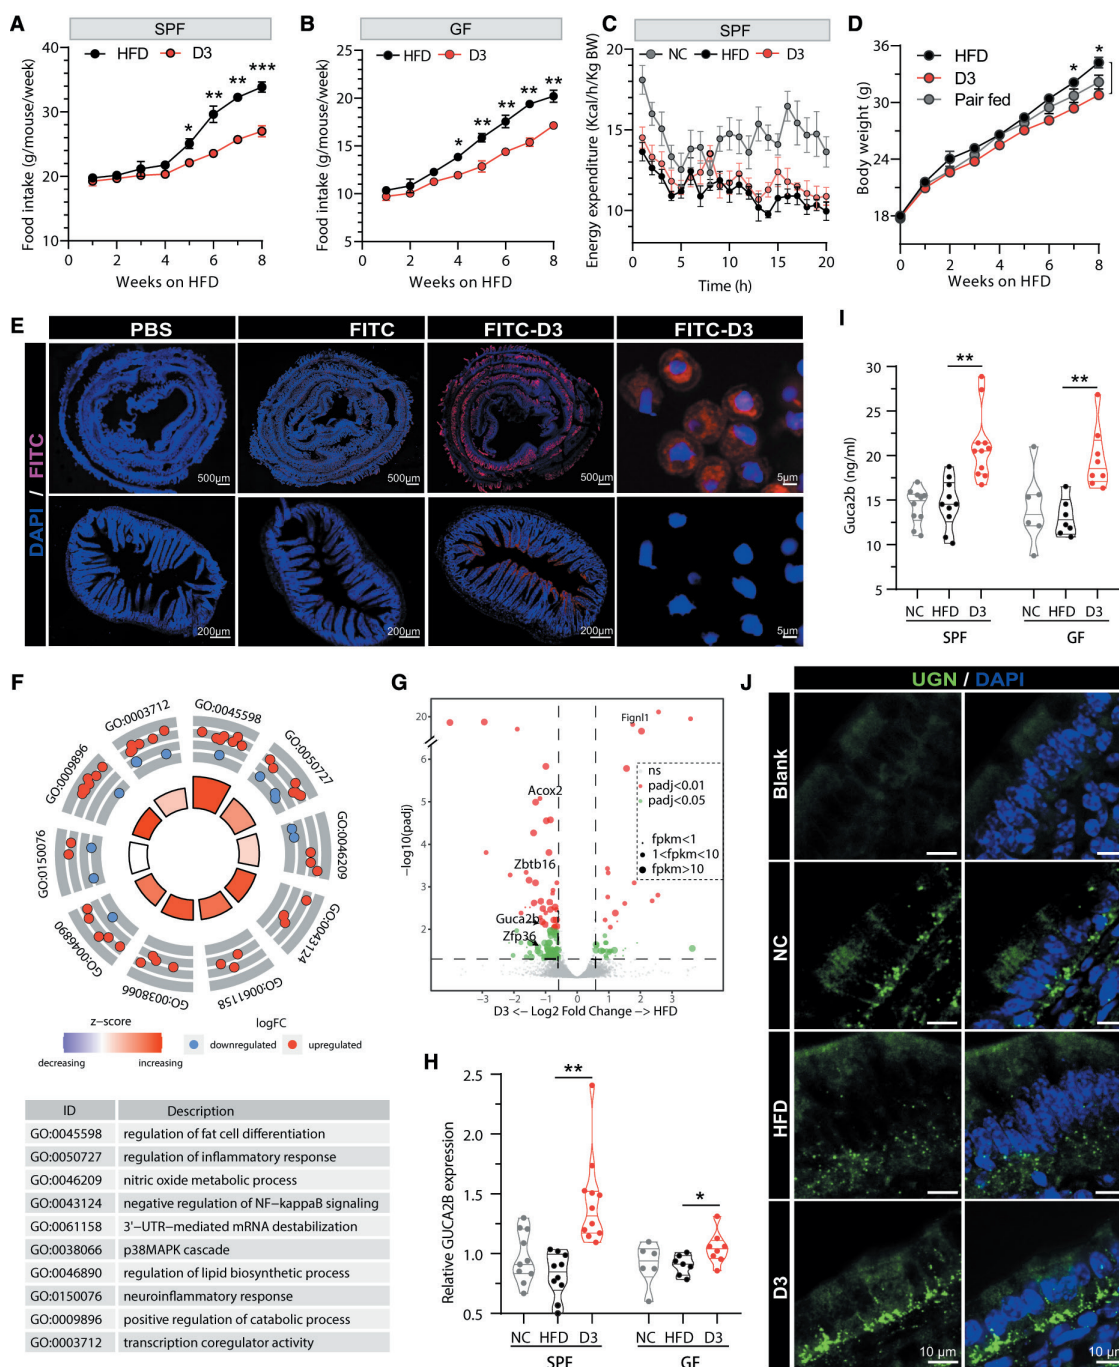 A
SPF
HFD
D3
Food intake (g/mouse/week)
40
30
20
10
*
**
**
***
0 2 4 6 8
Weeks on HFD
B
GF
HFD
D3
Food intake (g/mouse/week)
25
20
15
10
5
*
**
**
**
**
0 2 4 6 8
Weeks on HFD
C
SPF
NC
HFD
D3
Energy expenditure (Kcal/h/Kg BW)
20
15
10
0 5 10 15 20
Time (h)
D
HFD
D3
Pair fed
Body weight (g)
36
30
24
18
*
*
0 2 4 6 8
Weeks on HFD
E
PBS
FITC
FITC-D3
FITC-D3
DAPI / FITC
500μm
500μm
500μm
5μm
200μm
200μm
200μm
5μm
I
Guca2b (ng/ml)
30
25
20
15
10
5
**
**
NC HFD D3
NC HFD D3
SPF
GF
F
GO:0045598
GO:0050727
GO:0046209
GO:0043124
GO:0061158
GO:0038066
GO:0046890
GO:0150076
GO:0009896
GO:0003712
z−score
decreasing
increasing
logFC
downregulated
upregulated
ID Description
GO:0045598 regulation of fat cell differentiation
GO:0050727 regulation of inflammatory response
GO:0046209 nitric oxide metabolic process
GO:0043124 negative regulation of NF−kappaB signaling
GO:0061158 3'−UTR−mediated mRNA destabilization
GO:0038066 p38MAPK cascade
GO:0046890 regulation of lipid biosynthetic process
GO:0150076 neuroinflammatory response
GO:0009896 positive regulation of catabolic process
GO:0003712 transcription coregulator activity
G
−log10(padj)
20
6
5
4
3
2
Fignl1
Acox2
Zbtb16
Guca2b
Zfp36
ns
padj<0.01
padj<0.05
fpkm<1
1<fpkm<10
fpkm>10
−3 −2 −1 0 1 2 3
D3 <− Log2 Fold Change −> HFD
H
Relative GUCA2B expression
2.5
2.0
1.5
1.0
0.5
**
*
NC HFD D3
NC HFD D3
SPF
GF
J
UGN / DAPI
Blank
NC
HFD
D3
10 μm
10 μm